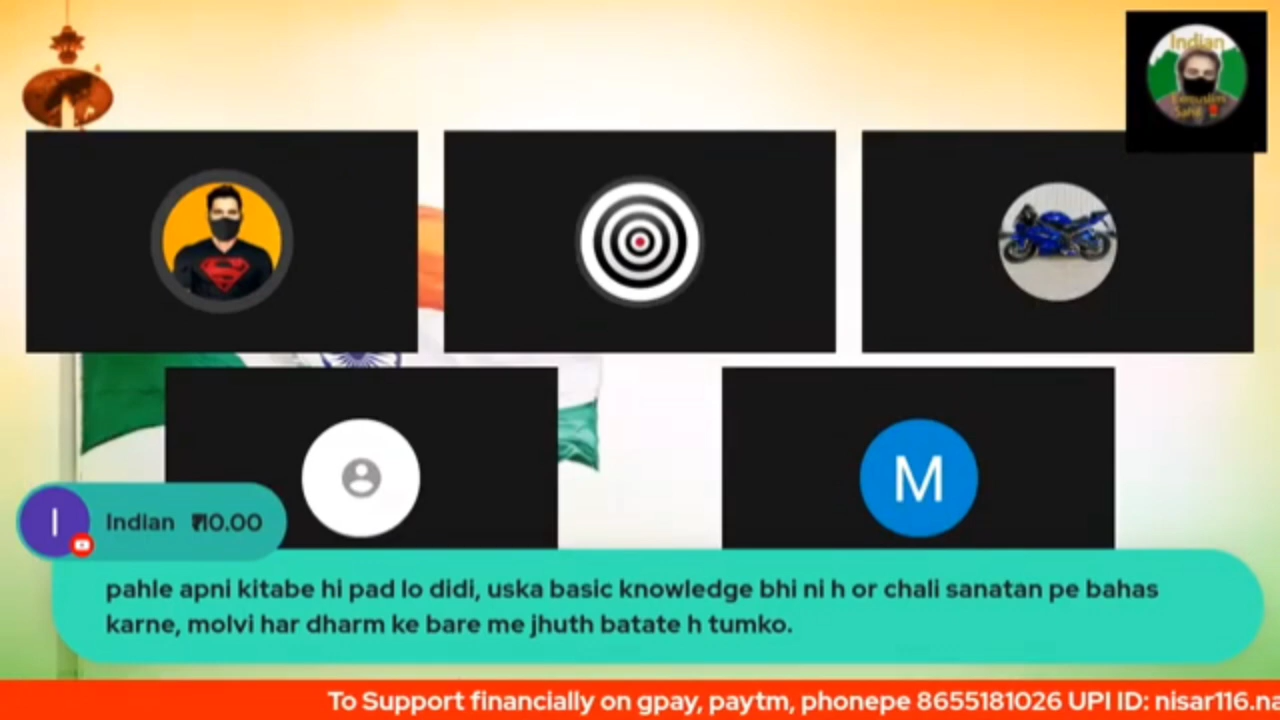 Indian
M
I
Indian ₹10.00
pahle apni kitabe hi pad lo didi, uska basic knowledge bhi ni h or chali sanatan pe bahas
karne, molvi har dharm ke bare me jhuth batate h tumko.
To Support financially on gpay, paytm, phonepe 8655181026 UPI ID: nisar116.na